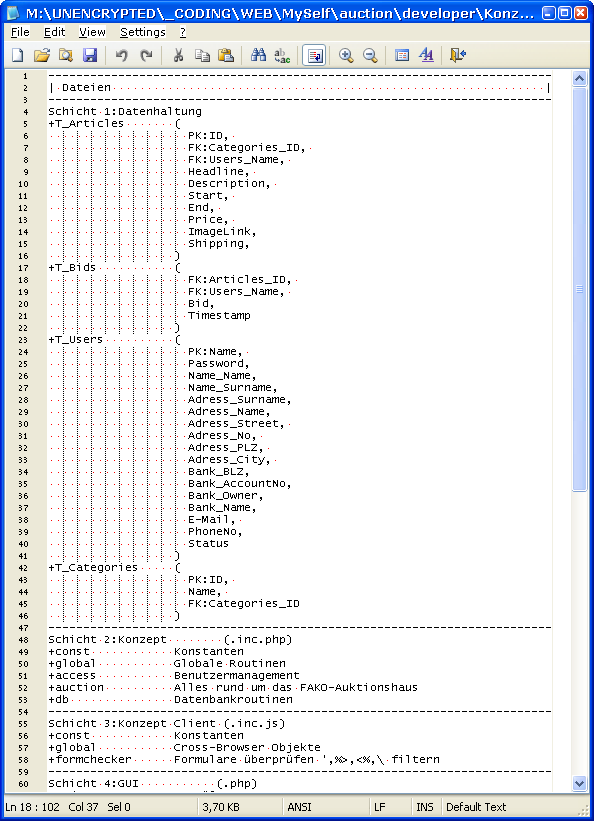 M:\UNENCRYPTED\_CODING\WEB\MySelf\auction\developer\Konz...
File Edit View Settings ?
1 ----------------------------------------------------------------
2 | Dateien |
3 ----------------------------------------------------------------
4 Schicht 1:Datenhaltung
5 +T_Articles (
6 PK:ID,
7 FK:Categories_ID,
8 FK:Users_Name,
9 Headline,
10 Description,
11 Start,
12 End,
13 Price,
14 ImageLink,
15 Shipping,
16 )
17 +T_Bids (
18 FK:Articles_ID,
19 FK:Users_Name,
20 Bid,
21 Timestamp
22 )
23 +T_Users (
24 PK:Name,
25 Password,
26 Name_Name,
27 Name_Surname,
28 Adress_Surname,
29 Adress_Name,
30 Adress_Street,
31 Adress_No,
32 Adress_PLZ,
33 Adress_City,
34 Bank_BLZ,
35 Bank_AccountNo,
36 Bank_Owner,
37 Bank_Name,
38 E-Mail,
39 PhoneNo,
40 Status
41 )
42 +T_Categories (
43 PK:ID,
44 Name,
45 FK:Categories_ID
46 )
47 ----------------------------------------------------------------
48 Schicht 2:Konzept (.inc.php)
49 +const Konstanten
50 +global Globale Routinen
51 +access Benutzermanagement
52 +auction Alles rund um das FAKO-Auktionshaus
53 +db Datenbankroutinen
54 ----------------------------------------------------------------
55 Schicht 3:Konzept Client (.inc.js)
56 +const Konstanten
57 +global Cross-Browser Objekte
58 +formchecker Formulare überprüfen ',%>,<%,\ filtern
59 ----------------------------------------------------------------
60 Schicht 4:GUI (.php)
Ln 18 : 102 Col 37 Sel 0 3,70 KB ANSI LF INS Default Text